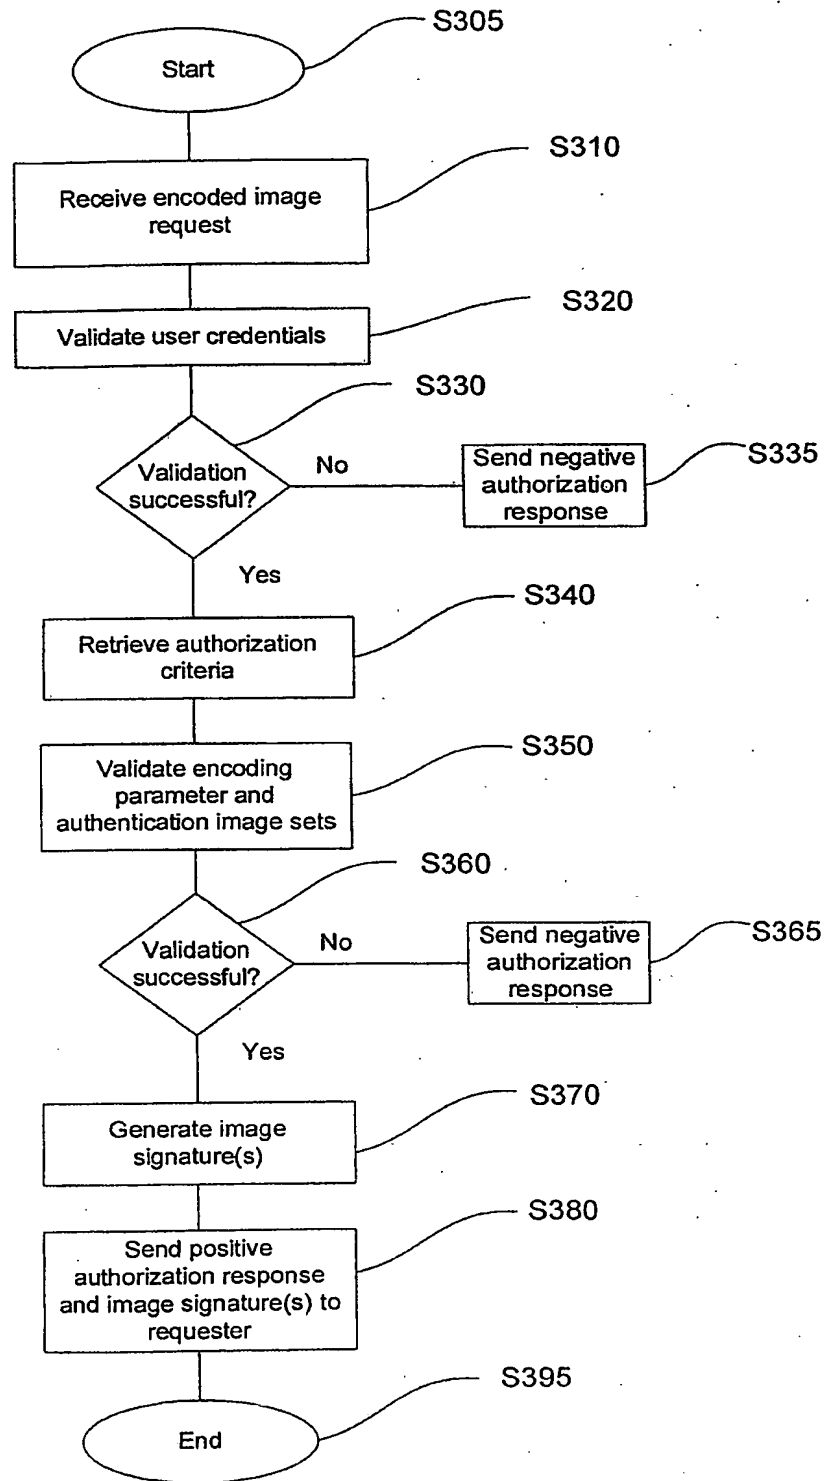 S305
Start
S310
Receive encoded image
request
S320
Validate user credentials
S330
Validation
successful?
No
Send negative
authorization
response
S335
Yes
S340
Retrieve authorization
criteria
S350
Validate encoding
parameter and
authentication image sets
S360
Validation
successful?
No
Send negative
authorization
response
S365
Yes
S370
Generate image
signature(s)
S380
Send positive
authorization response
and image signature(s) to
requester
S395
End